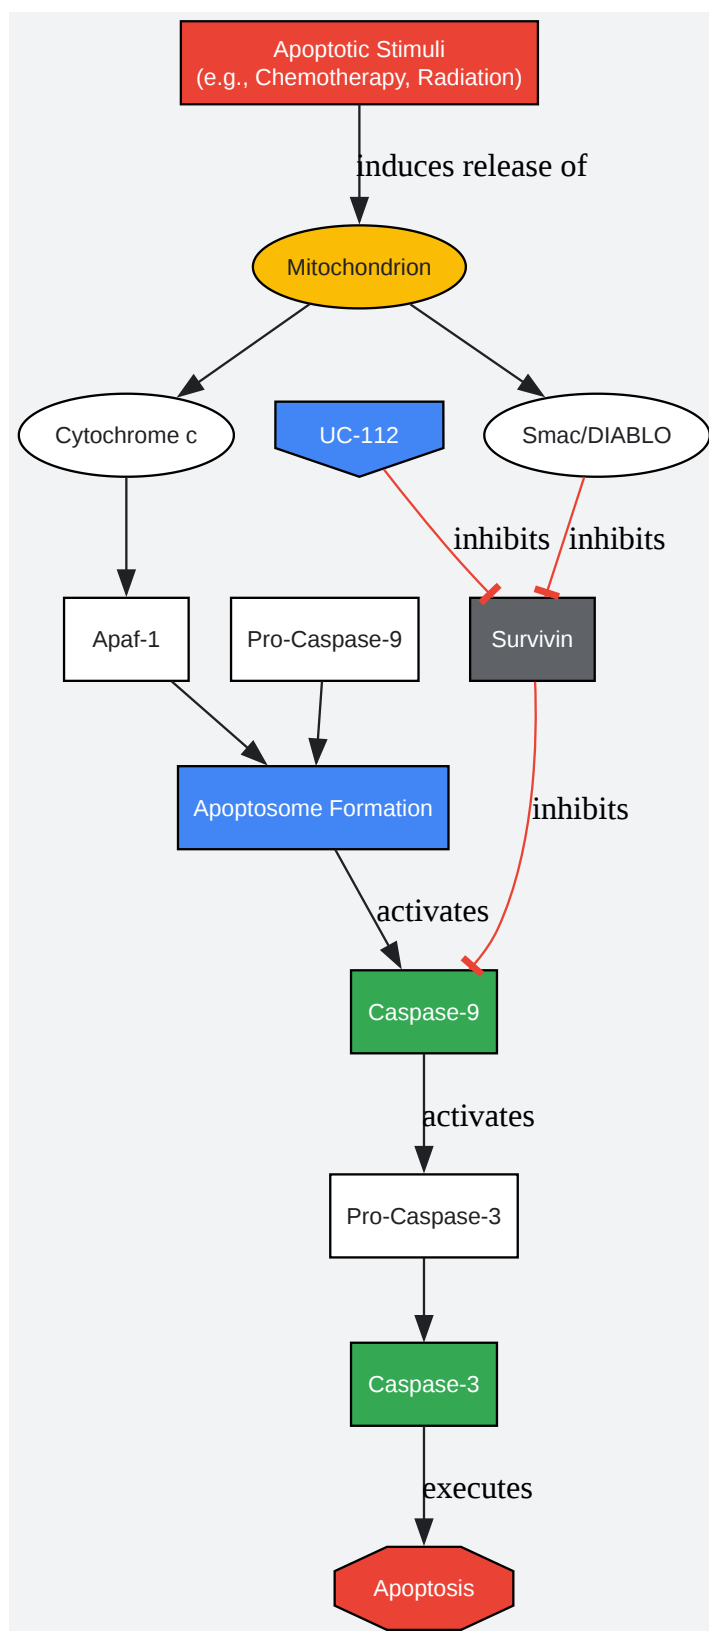 Apoptotic Stimuli
(e.g., Chemotherapy, Radiation)
induces release of
Mitochondrion
Cytochrome c
UC-112
Smac/DIABLO
inhibits
inhibits
Apaf-1
Pro-Caspase-9
Survivin
Apoptosome Formation
inhibits
activates
Caspase-9
activates
Pro-Caspase-3
Caspase-3
executes
Apoptosis